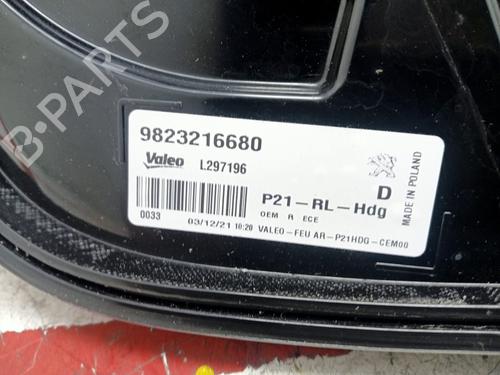 B-PARTS
9823216680
Valeo L297196
D
P21-RL-Hdg
OEM R ECE
0033 03/12/21 10:20 VALEO-FEU AR-P21HDG-CEM00
MADE IN POLAND